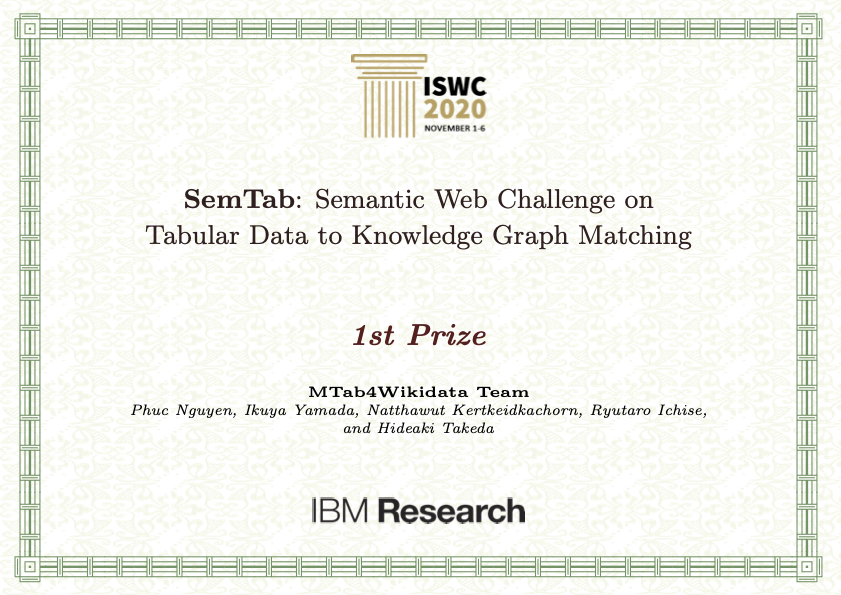 ISWC
2020
NOVEMBER 1-6
SemTab: Semantic Web Challenge on
Tabular Data to Knowledge Graph Matching
1st Prize
MTab4Wikidata Team
Phuc Nguyen, Ikuya Yamada, Natthawut Kertkeidkachorn, Ryutaro Ichise,
and Hideaki Takeda
IBM Research